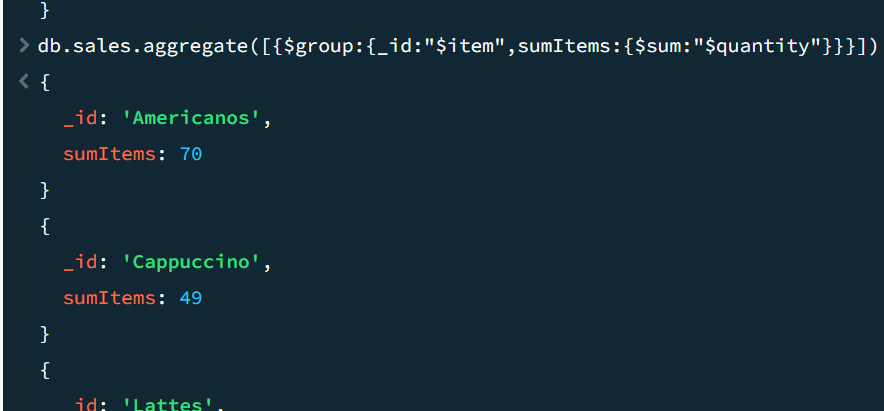 }
> db.sales.aggregate([{$group:{_id:"$item",sumItems:{$sum:"$quantity"}}}])
< {
_id: 'Americanos',
sumItems: 70
}
{
_id: 'Cappuccino',
sumItems: 49
}
{
_id: 'Lattes',